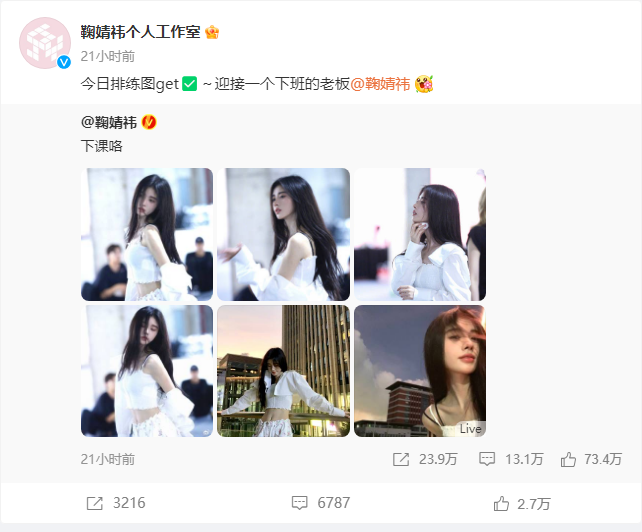 鞠婧祎个人工作室
21小时前
今日排练图get✅～迎接一个下班的老板@鞠婧祎
@鞠婧祎
下课咯
Live
21小时前 23.9万 13.1万 73.4万
3216 6787 2.7万